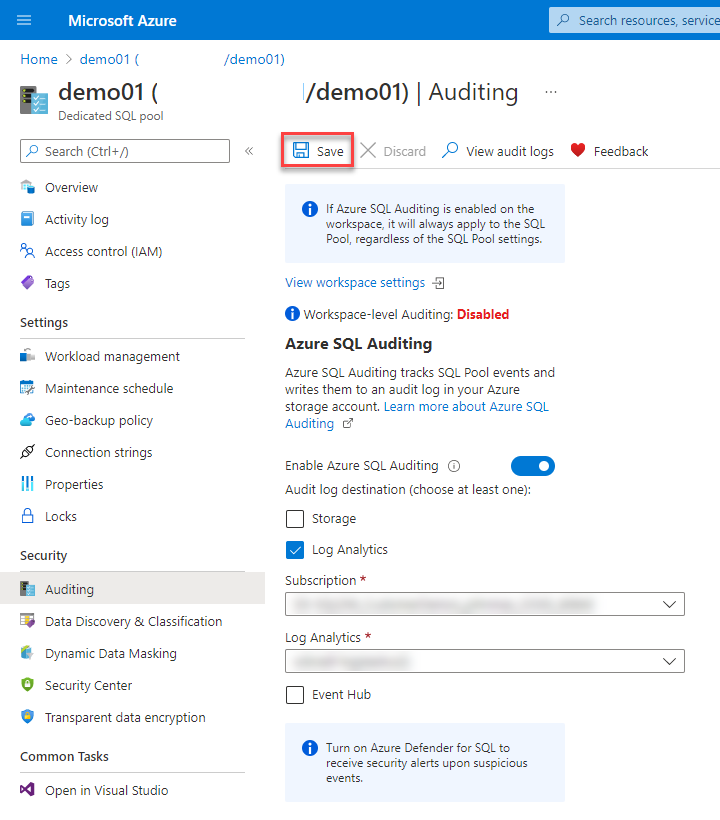 Microsoft Azure
Search resources, service
Home > demo01 ( /demo01)
demo01 ( /demo01) | Auditing ...
Dedicated SQL pool
Search (Ctrl+/) «
Save Discard View audit logs Feedback
Overview
Activity log
Access control (IAM)
Tags
Settings
Workload management
Maintenance schedule
Geo-backup policy
Connection strings
Properties
Locks
Security
Auditing
Data Discovery & Classification
Dynamic Data Masking
Security Center
Transparent data encryption
Common Tasks
Open in Visual Studio
If Azure SQL Auditing is enabled on the
workspace, it will always apply to the SQL
Pool, regardless of the SQL Pool settings.
View workspace settings
Workspace-level Auditing: Disabled
Azure SQL Auditing
Azure SQL Auditing tracks SQL Pool events and
writes them to an audit log in your Azure
storage account. Learn more about Azure SQL
Auditing
Enable Azure SQL Auditing
Audit log destination (choose at least one):
Storage
Log Analytics
Subscription *
Log Analytics *
Event Hub
Turn on Azure Defender for SQL to
receive security alerts upon suspicious
events.